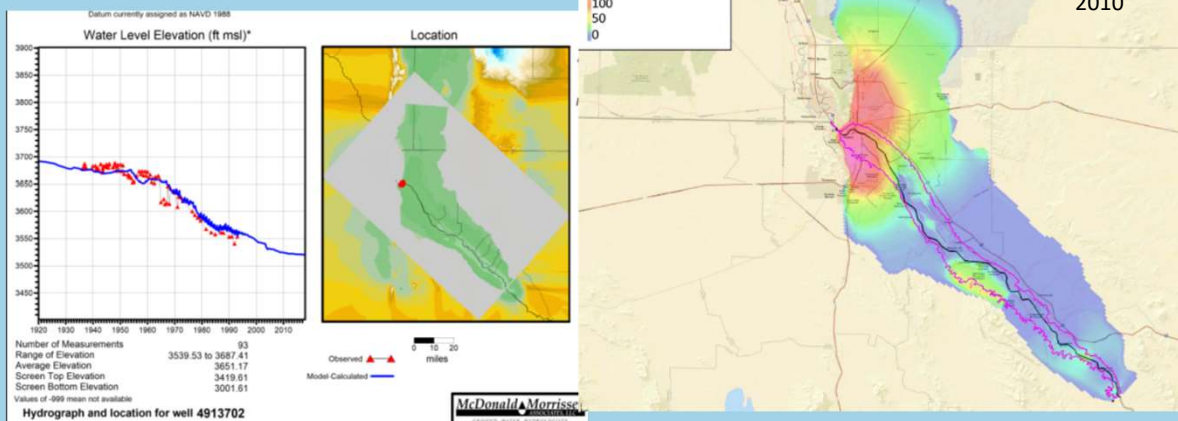 Datum currently assigned as NAVD 1988
Water Level Elevation (ft msl)*
3900
3850
3800
3750
3700
3650
3600
3550
3500
3450
1920 1930 1940 1950 1960 1970 1980 1990 2000 2010
Number of Measurements 93
Range of Elevation 3539.53 to 3687.41
Average Elevation 3651.17
Screen Top Elevation 3419.61
Screen Bottom Elevation 3001.61
Values of -999 mean not available
Hydrograph and location for well 4913702
Location
0 10 20
miles
Observed
Model-Calculated
McDonald Morrisse
100
50
0
2010